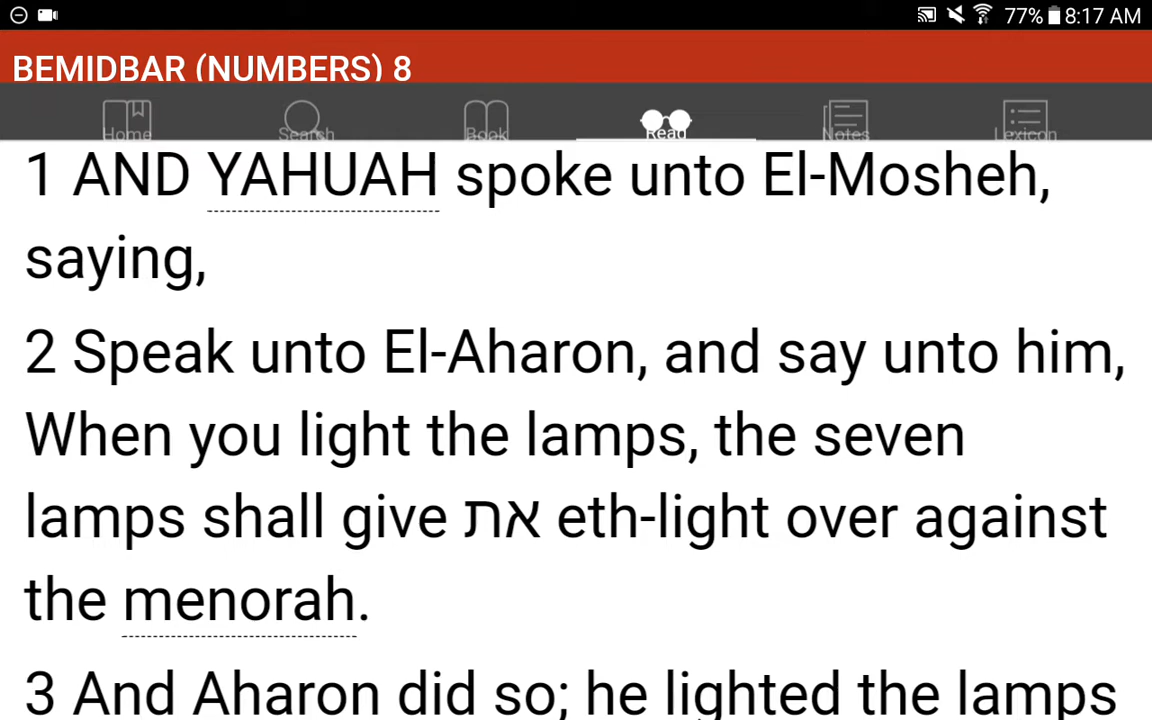 77% 8:17 AM
BEMIDBAR (NUMBERS) 8
Home Search Book Read Notes Lexicon
1 AND YAHUAH spoke unto El-Mosheh,
saying,
2 Speak unto El-Aharon, and say unto him,
When you light the lamps, the seven
lamps shall give את eth-light over against
the menorah.
3 And Aharon did so; he lighted the lamps